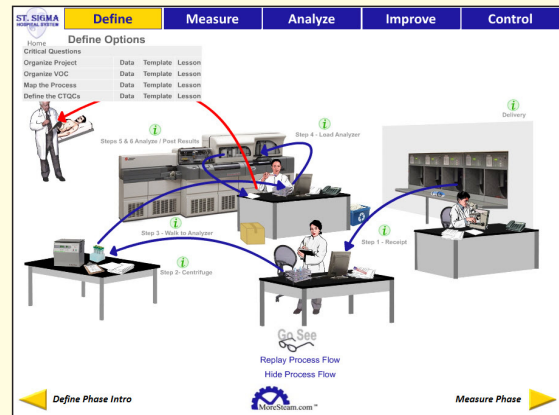 ST. SIGMA
HOSPITAL SYSTEM
Define Measure Analyze Improve Control
Home
Define Options
Critical Questions
Organize Project Data Template Lesson
Organize VOC Data Template Lesson
Map the Process Data Template Lesson
Define the CTQCs Data Template Lesson
Delivery
Steps 5 & 6 Analyze / Post Results
Step 4 - Load Analyzer
Step 3 - Walk to Analyzer
Step 1 - Receipt
Step 2- Centrifuge
Go See
Replay Process Flow
Hide Process Flow
Define Phase Intro
Measure Phase
MoreSteam.com™